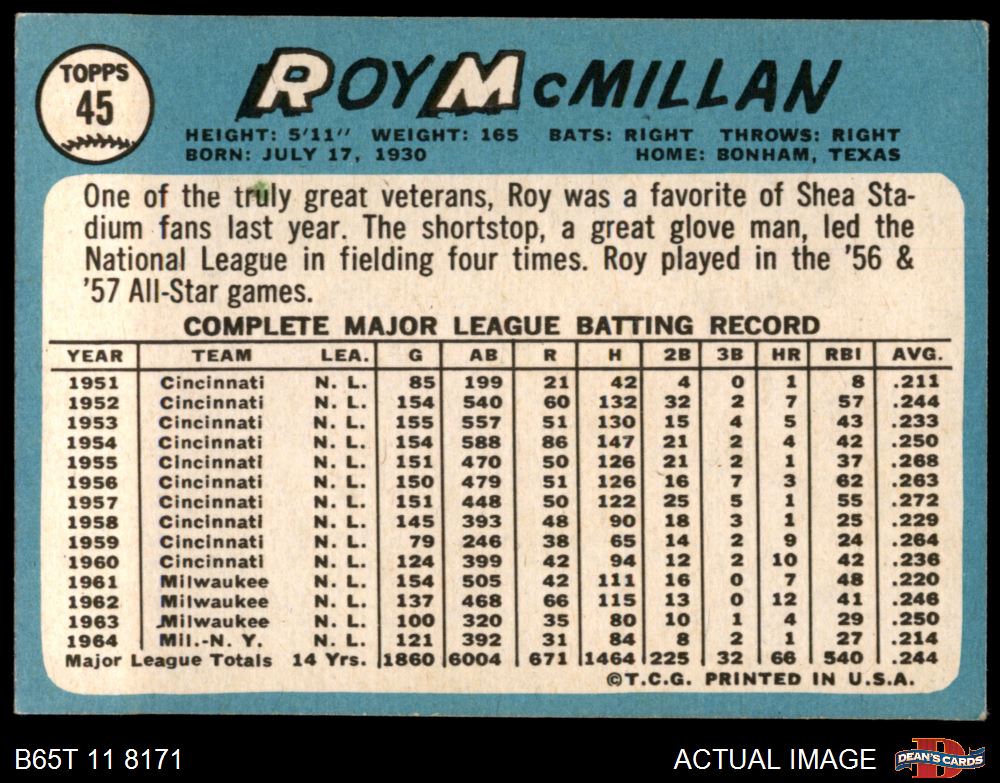 TOPPS
45
ROY McMILLAN
HEIGHT: 5'11" WEIGHT: 165 BATS: RIGHT THROWS: RIGHT
BORN: JULY 17, 1930 HOME: BONHAM, TEXAS
One of the truly great veterans, Roy was a favorite of Shea Sta-
dium fans last year. The shortstop, a great glove man, led the
National League in fielding four times. Roy played in the '56 &
'57 All-Star games.
COMPLETE MAJOR LEAGUE BATTING RECORD
YEAR TEAM LEA. G AB R H 2B 3B HR RBI AVG.
1951 Cincinnati N. L. 85 199 21 42 4 0 1 8 .211
1952 Cincinnati N. L. 154 540 60 132 32 2 7 57 .244
1953 Cincinnati N. L. 155 557 51 130 15 4 5 43 .233
1954 Cincinnati N. L. 154 588 86 147 21 2 4 42 .250
1955 Cincinnati N. L. 151 470 50 126 21 2 1 37 .268
1956 Cincinnati N. L. 150 479 51 126 16 7 3 62 .263
1957 Cincinnati N. L. 151 448 50 122 25 5 1 55 .272
1958 Cincinnati N. L. 145 393 48 90 18 3 1 25 .229
1959 Cincinnati N. L. 79 246 38 65 14 2 9 24 .264
1960 Cincinnati N. L. 124 399 42 94 12 2 10 42 .236
1961 Milwaukee N. L. 154 505 42 111 16 0 7 48 .220
1962 Milwaukee N. L. 137 468 66 115 13 0 12 41 .246
1963 Milwaukee N. L. 100 320 35 80 10 1 4 29 .250
1964 Mil.-N. Y. N. L. 121 392 31 84 8 2 1 27 .214
Major League Totals 14 Yrs. 1860 6004 671 1464 225 32 66 540 .244
©T.C.G. PRINTED IN U.S.A.
B65T 11 8171 ACTUAL IMAGE
D
DEAN'S CARDS